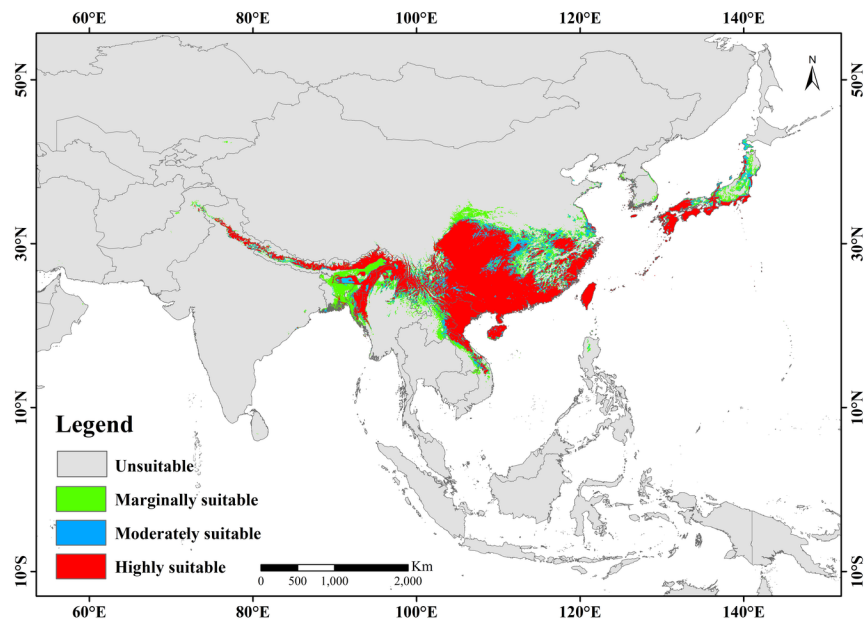 60°E 80°E 100°E 120°E 140°E
N
50°N 50°N
30°N 30°N
10°N 10°N
10°S 10°S
Legend
Unsuitable
Marginally suitable
Moderately suitable
Highly suitable
Km
0 500 1,000 2,000
60°E 80°E 100°E 120°E 140°E